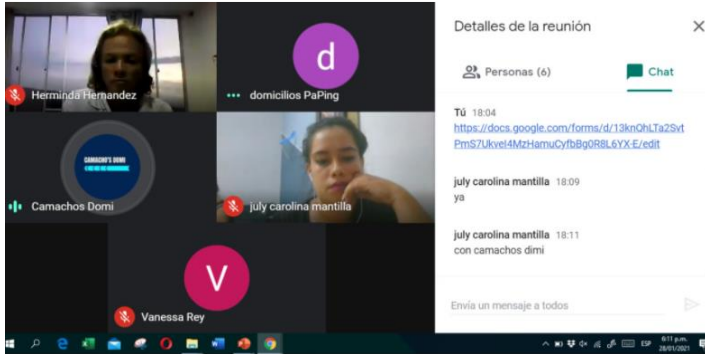 Herminda Hernandez
d
domicilios PaPing
CAMACHO'S DOMI
Camachos Domi
july carolina mantilla
V
Vanessa Rey
Detalles de la reunión
Personas (6)
Chat
Tú 18:04
https://docs.google.com/forms/d/13knQhLTa2Svt
PmS7Ukvel4MzHamuCyfbBg0R8L6YX-E/edit
july carolina mantilla 18:09
ya
july carolina mantilla 18:11
con camachos dimi
Envía un mensaje a todos
ESP
6:11 p.m.
28/01/2021